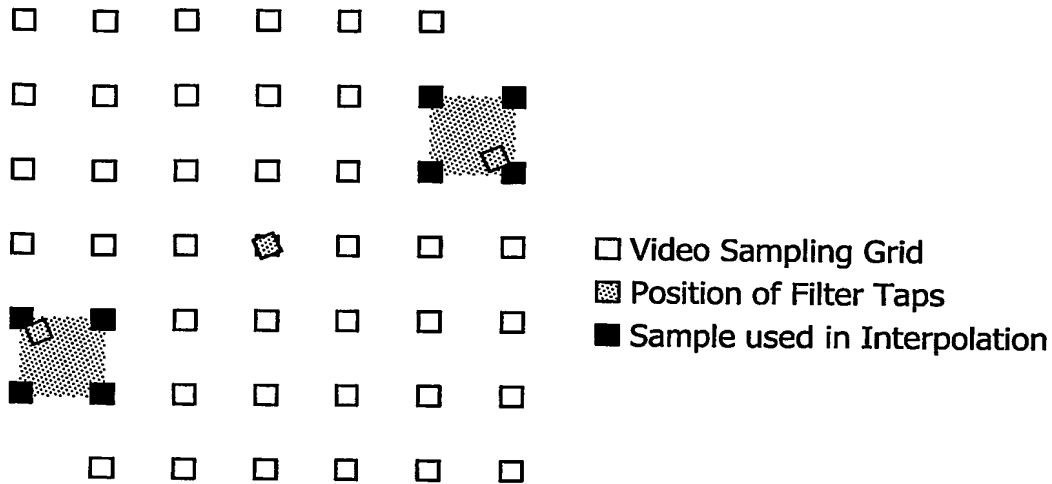 Video Sampling Grid
Position of Filter Taps
Sample used in Interpolation